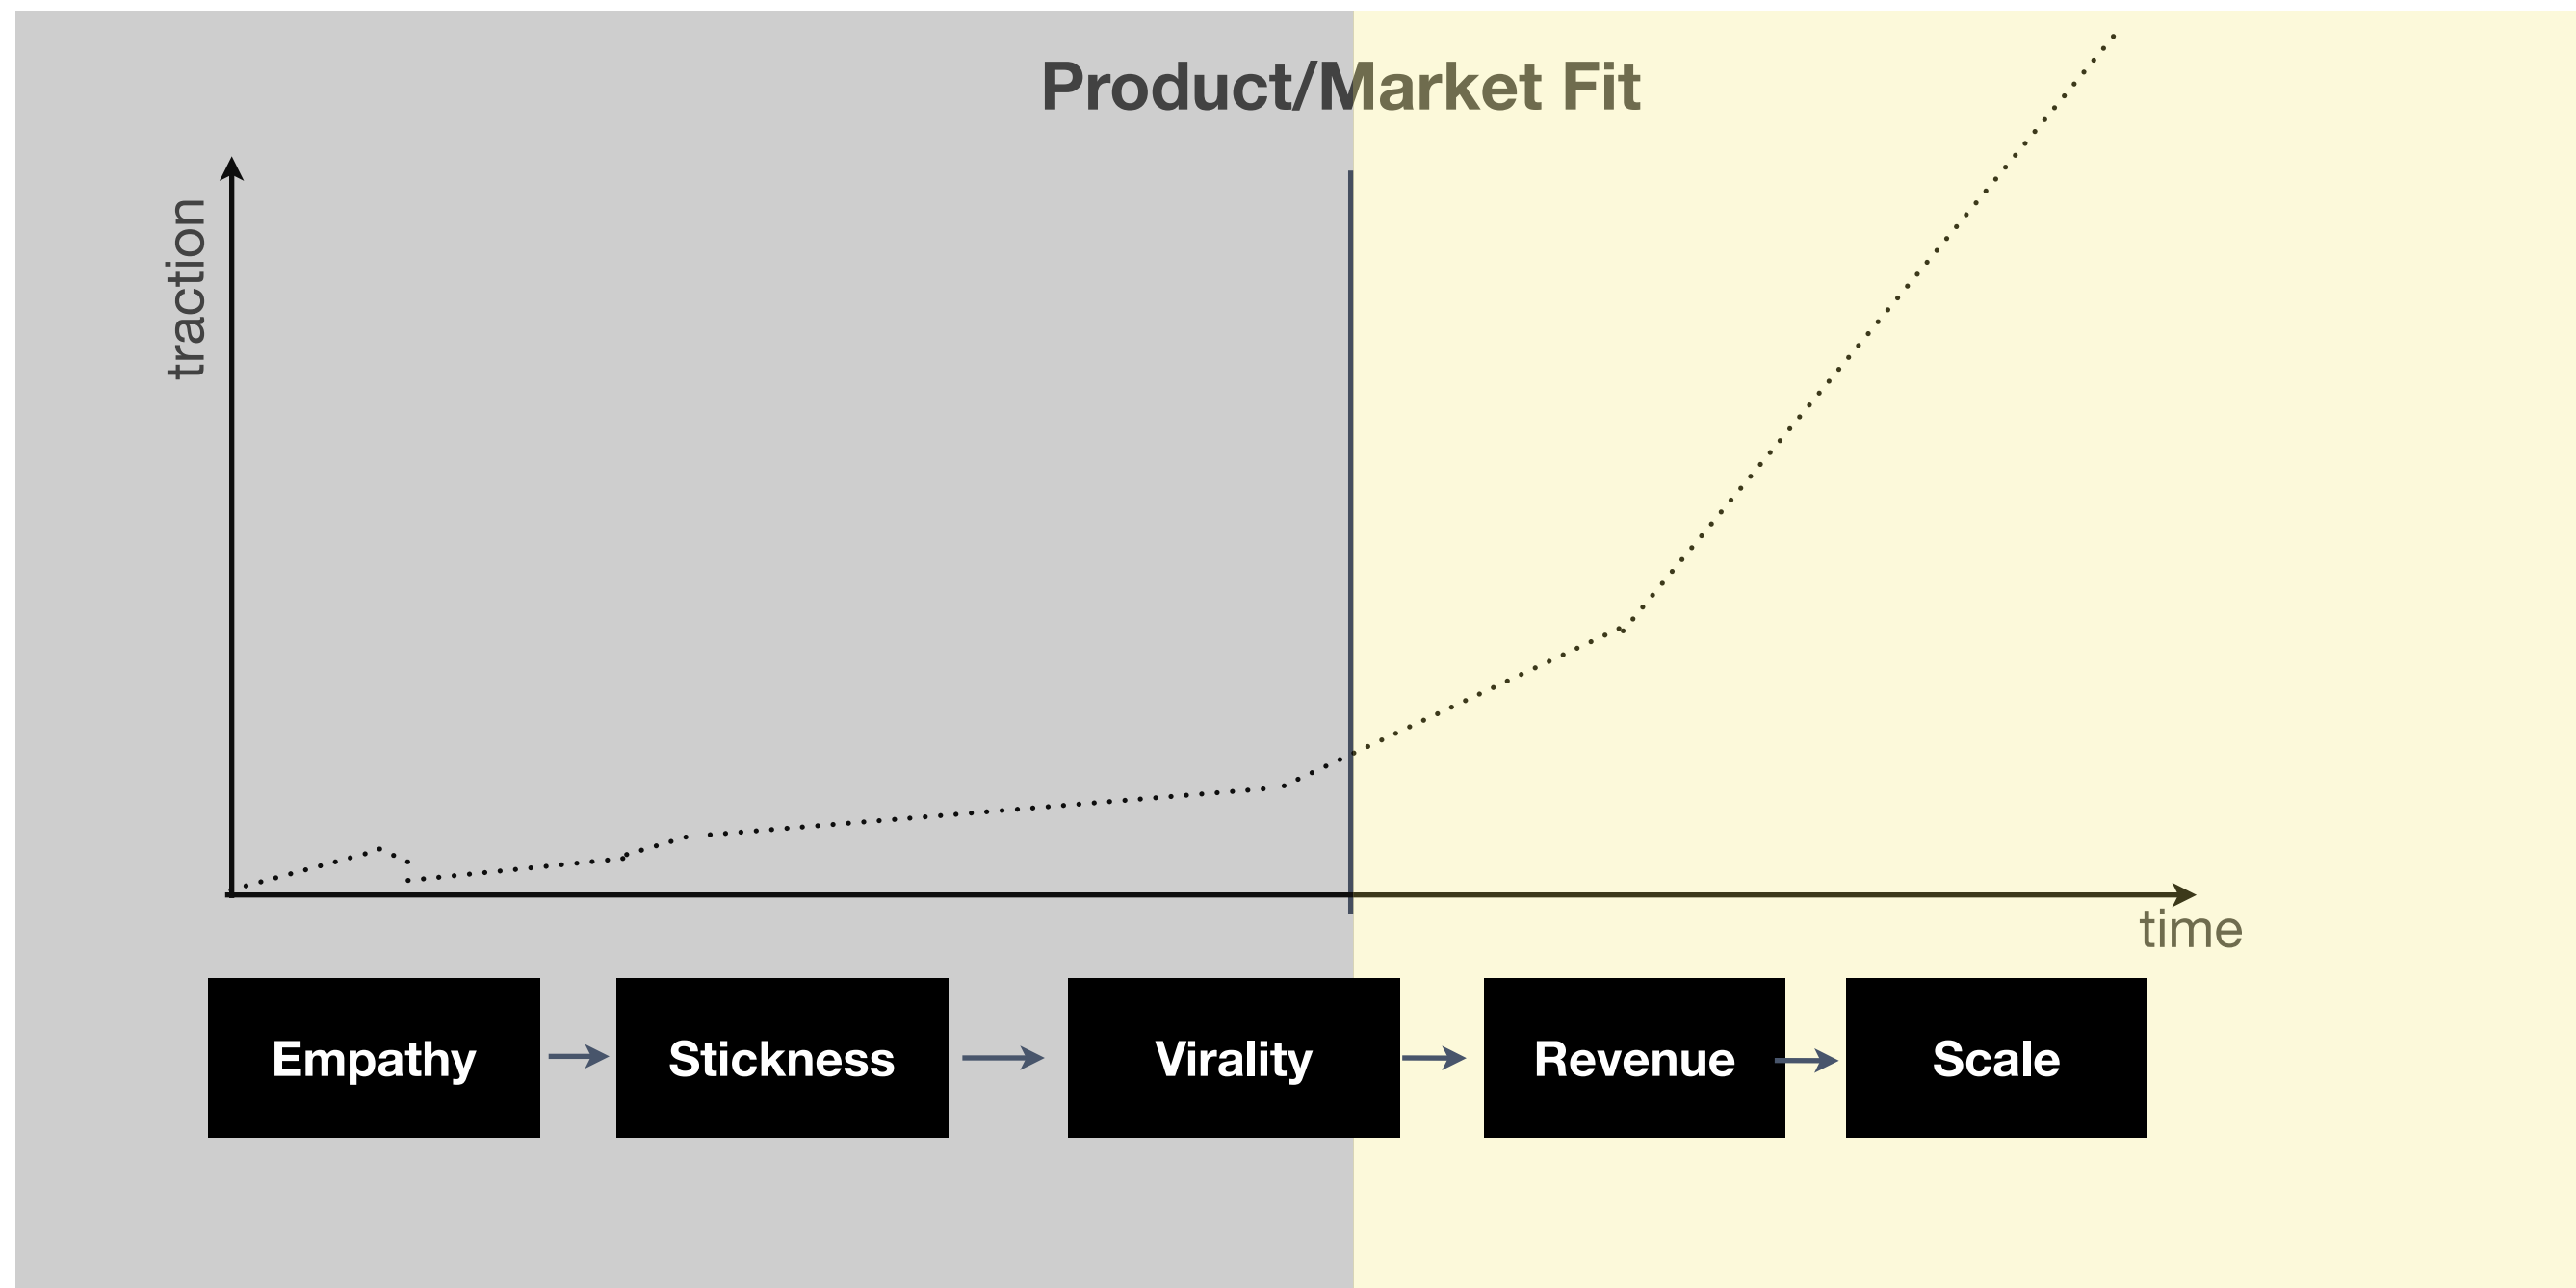 Product/Market Fit
traction
time
Empathy
Stickness
Virality
Revenue
Scale